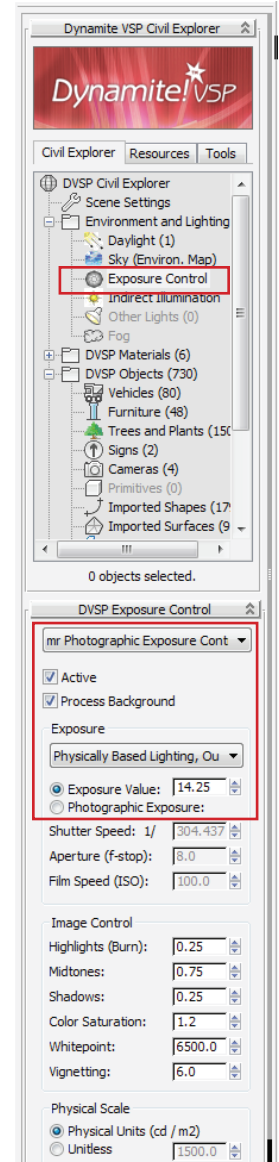 Dynamite VSP Civil Explorer
Dynamite! VSP
Civil Explorer Resources Tools
DVSP Civil Explorer
Scene Settings
Environment and Lighting
Daylight (1)
Sky (Environ. Map)
Exposure Control
Indirect Illumination
Other Lights (0)
Fog
DVSP Materials (6)
DVSP Objects (730)
Vehicles (80)
Furniture (48)
Trees and Plants (150
Signs (2)
Cameras (4)
Primitives (0)
Imported Shapes (17
Imported Surfaces (9
0 objects selected.
DVSP Exposure Control
mr Photographic Exposure Cont
Active
Process Background
Exposure
Physically Based Lighting, Ou
Exposure Value: 14.25
Photographic Exposure:
Shutter Speed: 1/ 304.437
Aperture (f-stop): 8.0
Film Speed (ISO): 100.0
Image Control
Highlights (Burn): 0.25
Midtones: 0.75
Shadows: 0.25
Color Saturation: 1.2
Whitepoint: 6500.0
Vignetting: 6.0
Physical Scale
Physical Units (cd / m2)
Unitless 1500.0